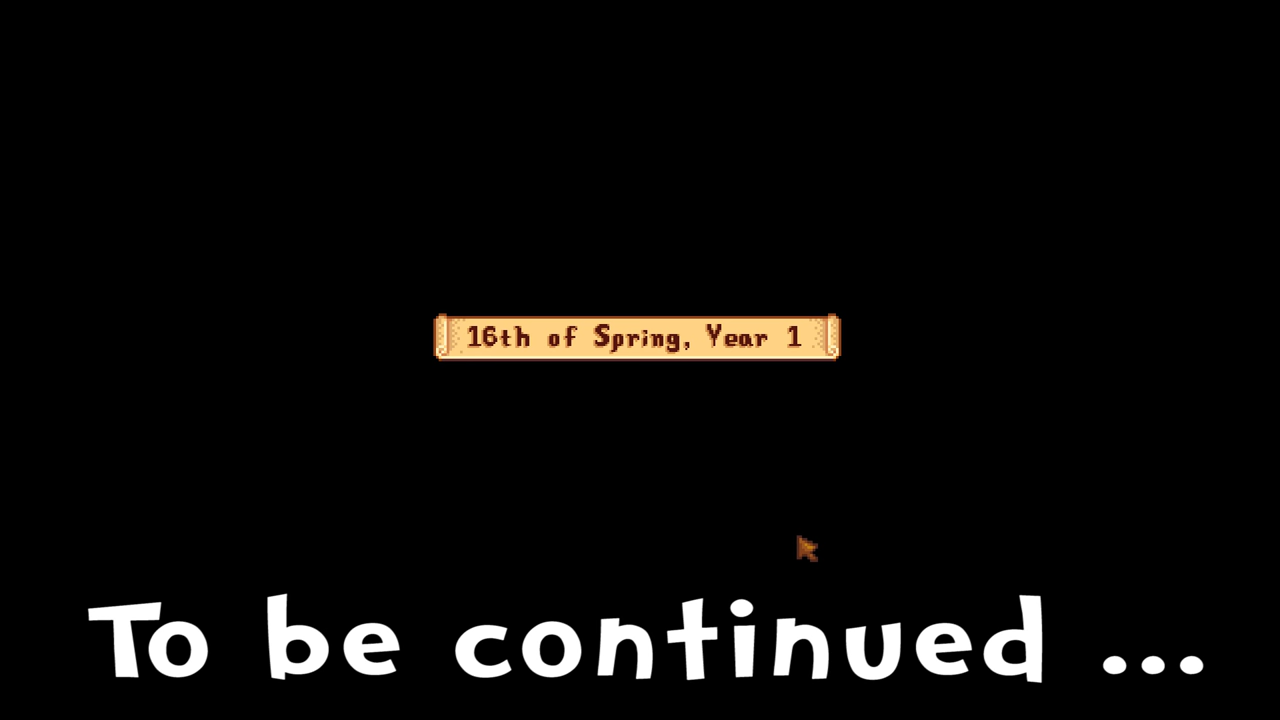 16th of Spring, Year 1
To be continued ...